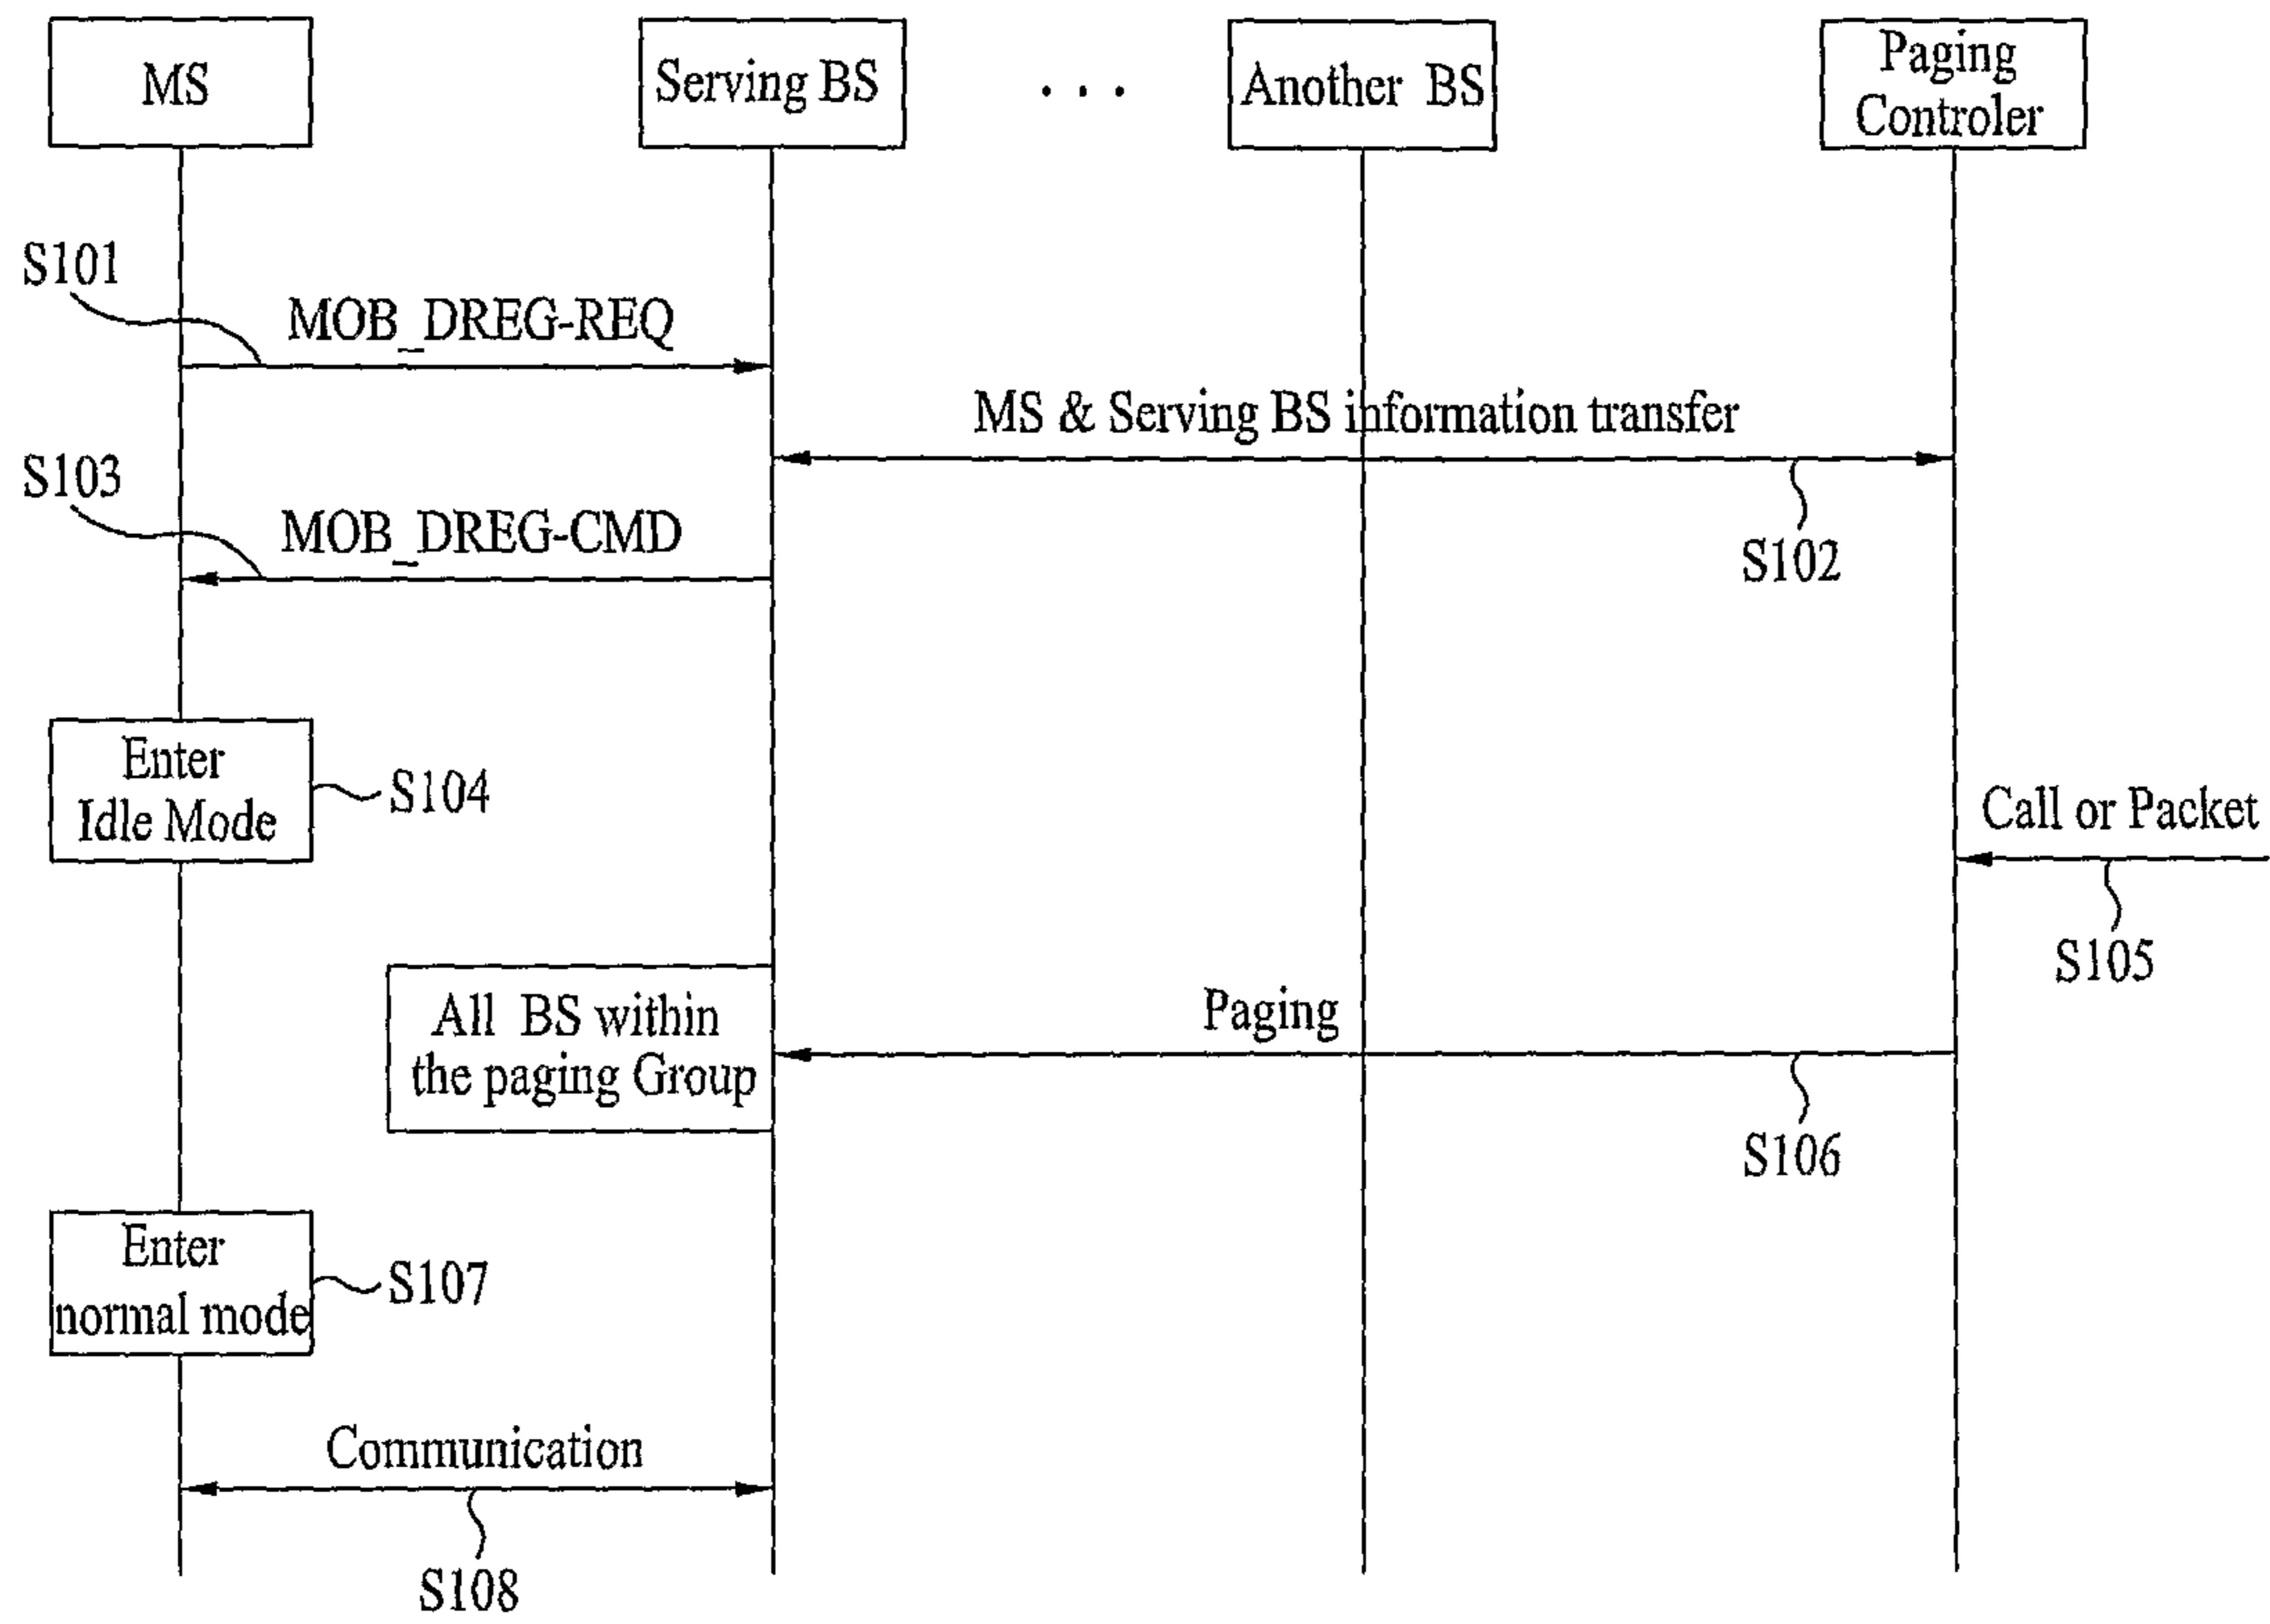 MS
Serving BS
...
Another BS
Paging
Controler
S101
MOB_DREG-REQ
MS & Serving BS information transfer
S102
S103
MOB_DREG-CMD
Enter
Idle Mode
S104
Call or Packet
S105
All BS within
the paging Group
Paging
S106
Enter
normal mode
S107
Communication
S108